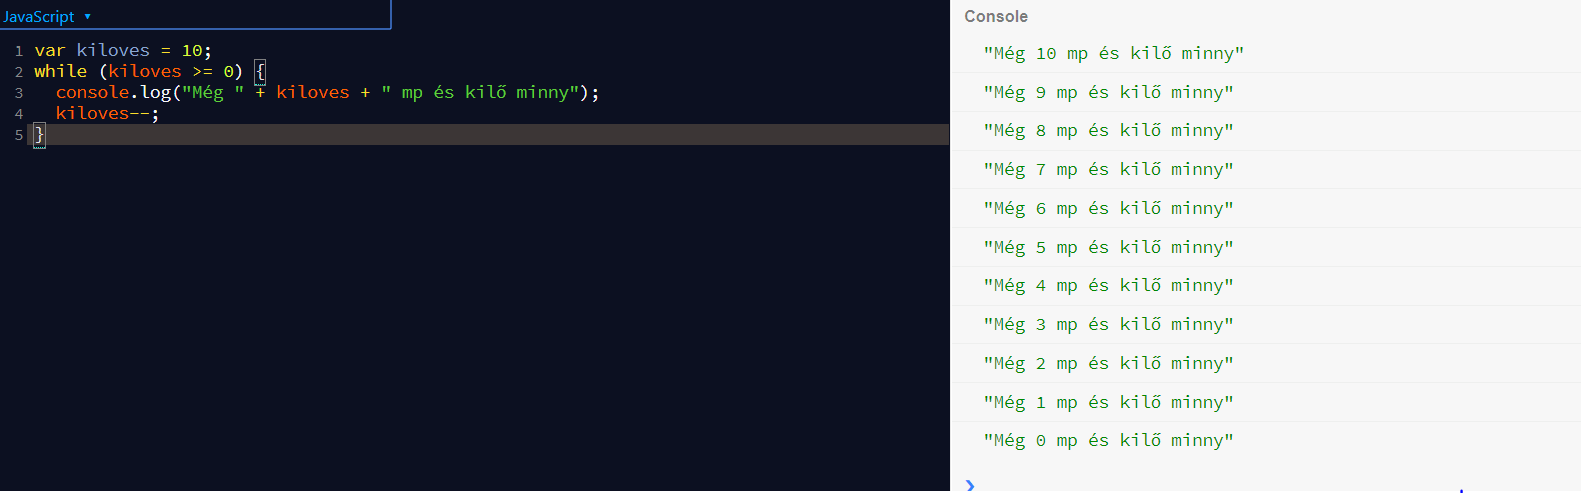 JavaScript ▾
1 var kiloves = 10;
2 while (kiloves >= 0) {
3   console.log("Még " + kiloves + " mp és kilő minny");
4   kiloves--;
5 }
Console
"Még 10 mp és kilő minny"
"Még 9 mp és kilő minny"
"Még 8 mp és kilő minny"
"Még 7 mp és kilő minny"
"Még 6 mp és kilő minny"
"Még 5 mp és kilő minny"
"Még 4 mp és kilő minny"
"Még 3 mp és kilő minny"
"Még 2 mp és kilő minny"
"Még 1 mp és kilő minny"
"Még 0 mp és kilő minny"